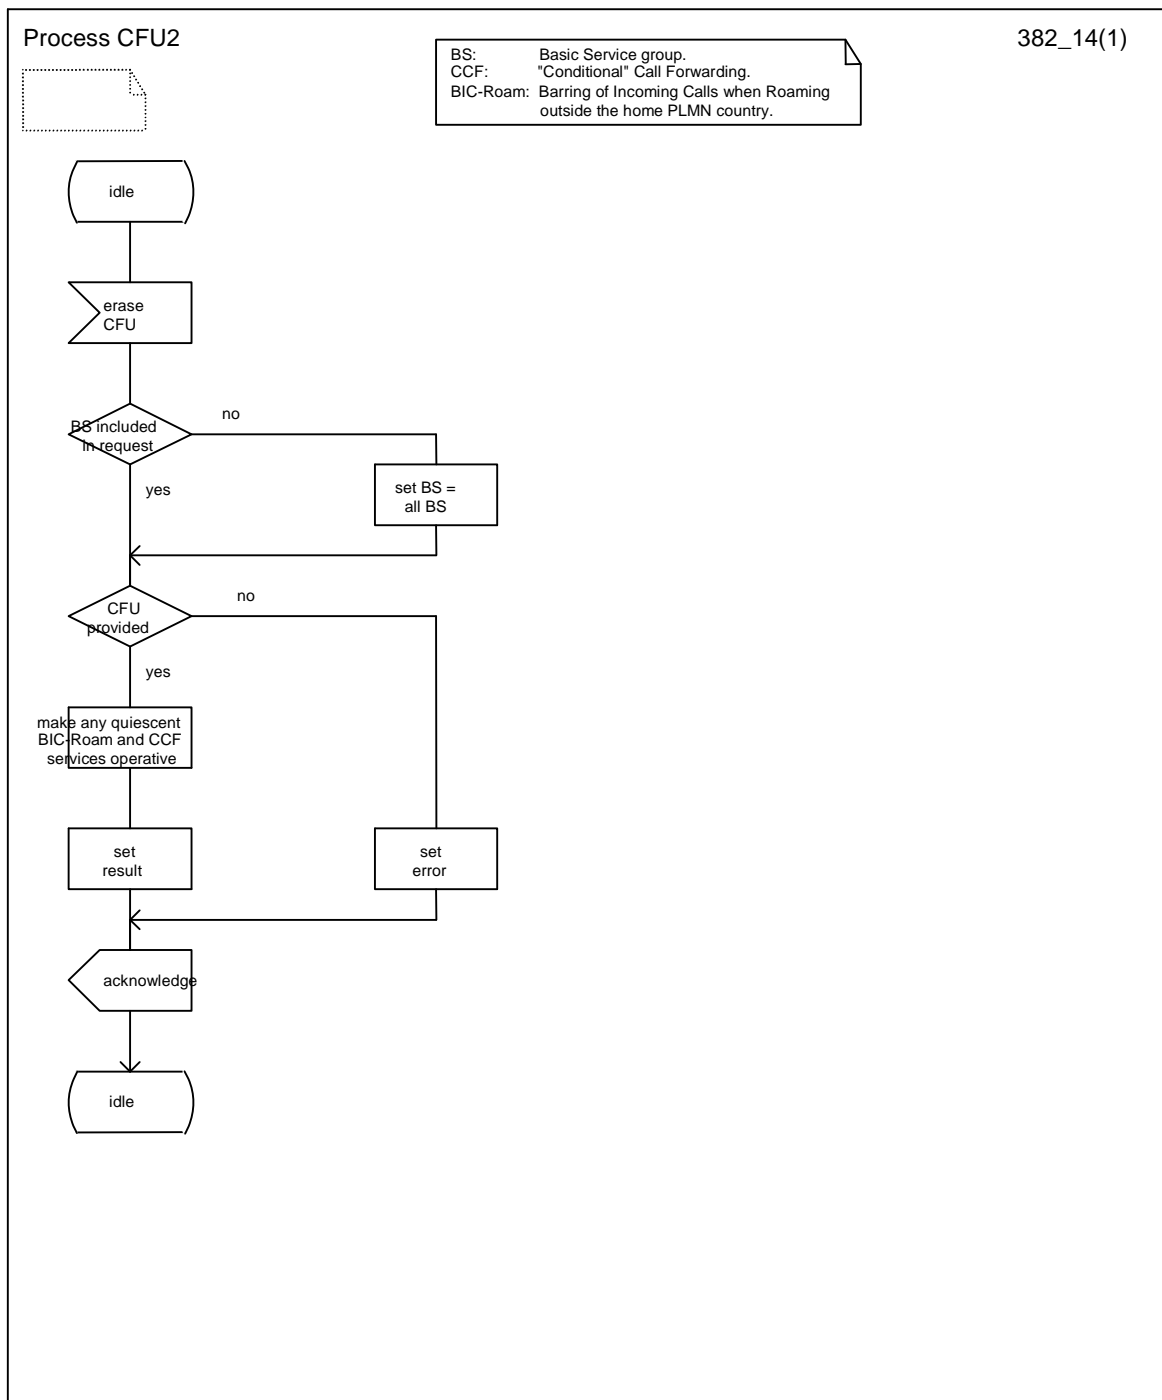 Process CFU2
382_14(1)
BS: Basic Service group.
CCF: "Conditional" Call Forwarding.
BIC-Roam: Barring of Incoming Calls when Roaming
outside the home PLMN country.
idle
erase
CFU
BS included
in request
no
yes
set BS =
all BS
CFU
provided
no
yes
make any quiescent
BIC-Roam and CCF
services operative
set
result
set
error
acknowledge
idle